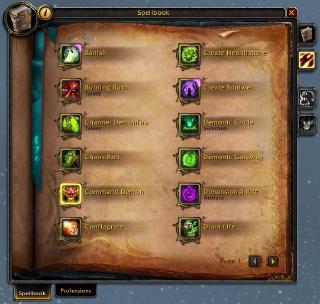 Spellbook
Banish
Create Healthstone
Burning Rush
Talent
Create Soulwell
Channel Demonfire
Talent
Demonic Circle
Summon
Chaos Bolt
Demonic Gateway
Command Demon
Dimensional Rift
Artifact
Conflagrate
Drain Life
Page 1
Spellbook
Professions